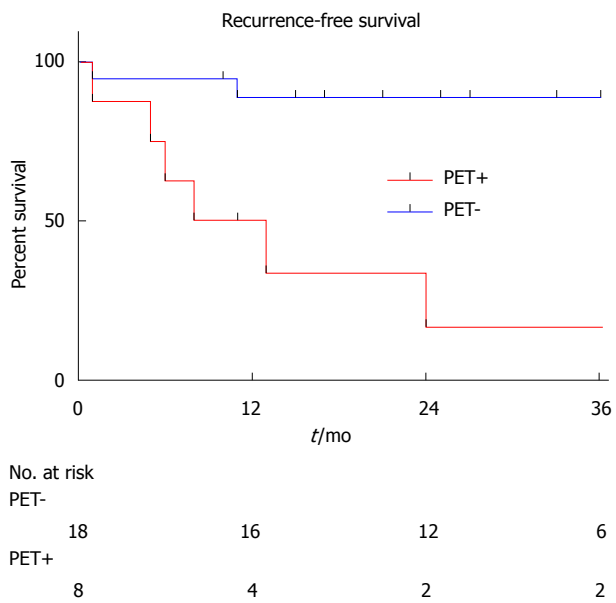 Recurrence-free survival
100
50
0
Percent survival
PET+
PET-
0 12 24 36
t/mo
No. at risk
PET-
18 16 12 6
PET+
8 4 2 2